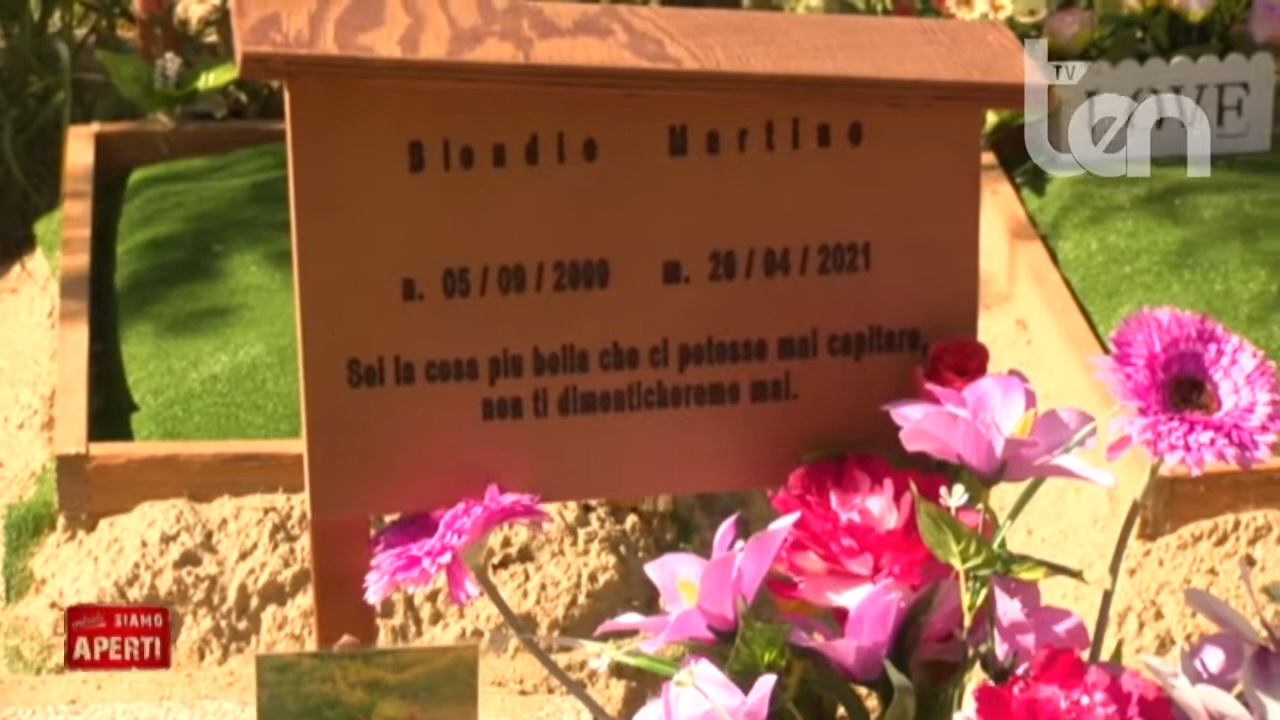 Biondio Martino
n. 05 / 09 / 2009 m. 20 / 04 / 2021
Sei la cosa piu bella che ci potesse mai capitare,
non ti dimenticheremo mai.
TV
ten
LOVE
SIAMO
APERTI